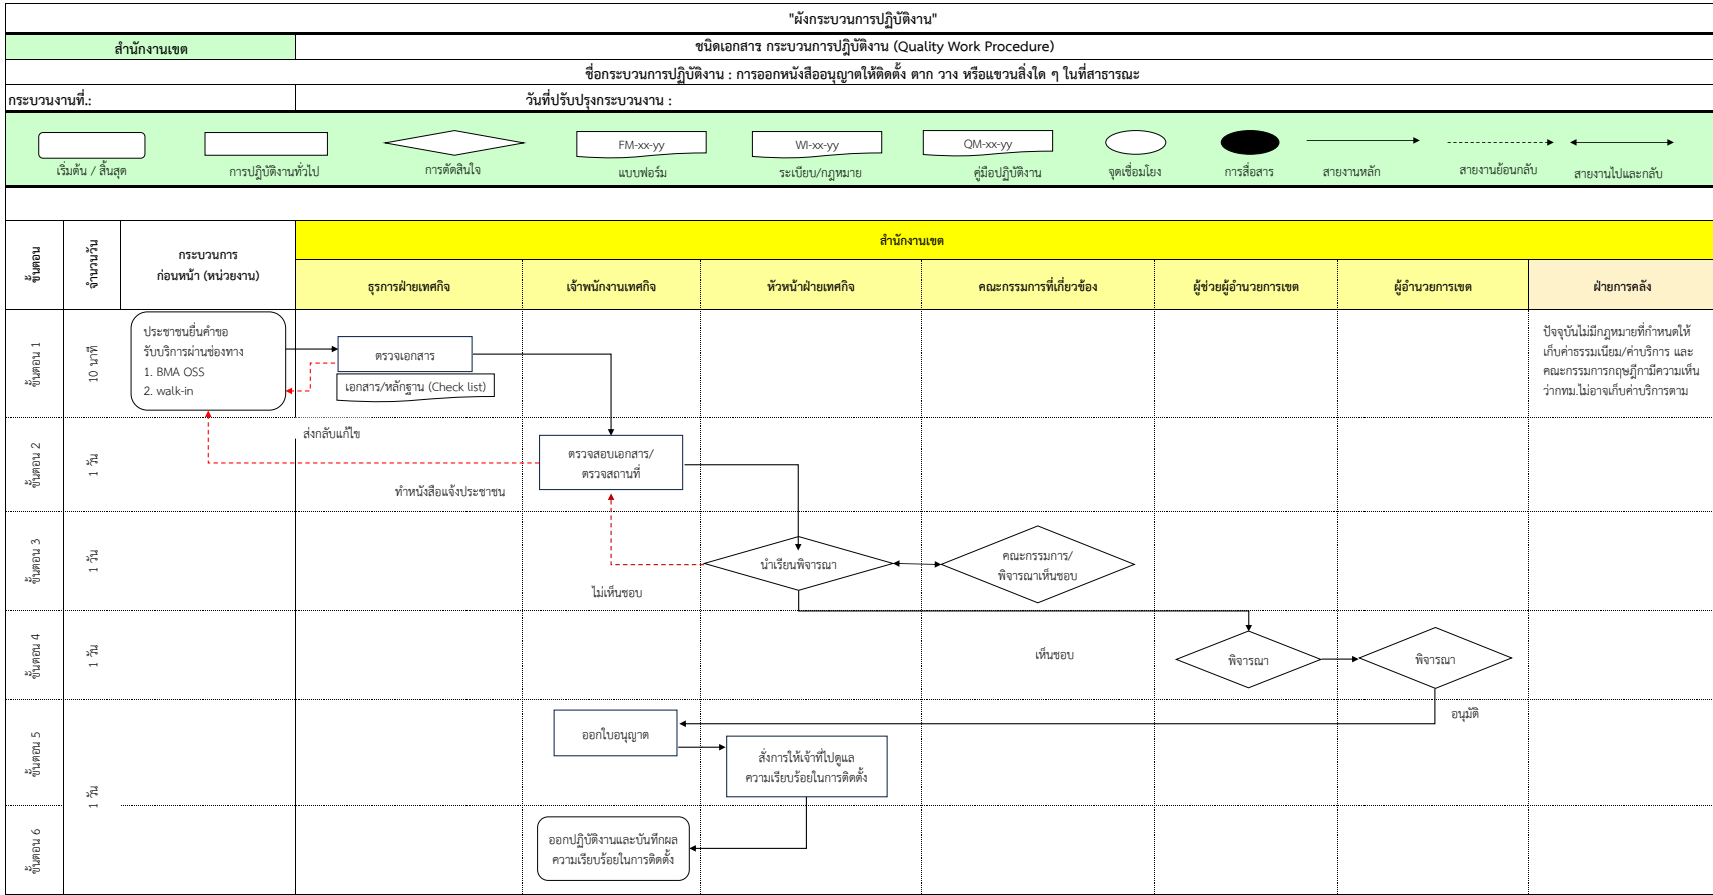 "ผังกระบวนการปฏิบัติงาน"
สำนักงานเขต
ชนิดเอกสาร กระบวนการปฏิบัติงาน (Quality Work Procedure)
ชื่อกระบวนการปฏิบัติงาน : การออกหนังสืออนุญาตให้ติดตั้ง ตาก วาง หรือแขวนสิ่งใด ๆ ในที่สาธารณะ
กระบวนงานที่.:
วันที่ปรับปรุงกระบวนงาน :
FM-xx-yy
WI-xx-yy
QM-xx-yy
เริ่มต้น / สิ้นสุด
การปฏิบัติงานทั่วไป
การตัดสินใจ
แบบฟอร์ม
ระเบียบ/กฎหมาย
คู่มือปฏิบัติงาน
จุดเชื่อมโยง
การสื่อสาร
สายงานหลัก
สายงานย้อนกลับ
สายงานไปและกลับ
ขั้นตอน
จำนวนวัน
กระบวนการ
ก่อนหน้า (หน่วยงาน)
สำนักงานเขต
ธุรการฝ่ายเทศกิจ
เจ้าพนักงานเทศกิจ
หัวหน้าฝ่ายเทศกิจ
คณะกรรมการที่เกี่ยวข้อง
ผู้ช่วยผู้อำนวยการเขต
ผู้อำนวยการเขต
ฝ่ายการคลัง
ขั้นตอน 1
10 นาที
ประชาชนยื่นคำขอ
รับบริการผ่านช่องทาง
1. BMA OSS
2. walk-in
ตรวจเอกสาร
เอกสาร/หลักฐาน (Check list)
ปัจจุบันไม่มีกฎหมายที่กำหนดให้
เก็บค่าธรรมเนียม/ค่าบริการ และ
คณะกรรมการกฤษฎีกามีความเห็น
ว่ากทม.ไม่อาจเก็บค่าบริการตาม
ส่งกลับแก้ไข
ขั้นตอน 2
1 วัน
ตรวจสอบเอกสาร/
ตรวจสถานที่
ทำหนังสือแจ้งประชาชน
ขั้นตอน 3
1 วัน
นำเรียนพิจารณา
คณะกรรมการ/
พิจารณาเห็นชอบ
ไม่เห็นชอบ
ขั้นตอน 4
1 วัน
เห็นชอบ
พิจารณา
พิจารณา
อนุมัติ
ขั้นตอน 5
1 วัน
ออกใบอนุญาต
สั่งการให้เจ้าที่ไปดูแล
ความเรียบร้อยในการติดตั้ง
ขั้นตอน 6
ออกปฏิบัติงานและบันทึกผล
ความเรียบร้อยในการติดตั้ง